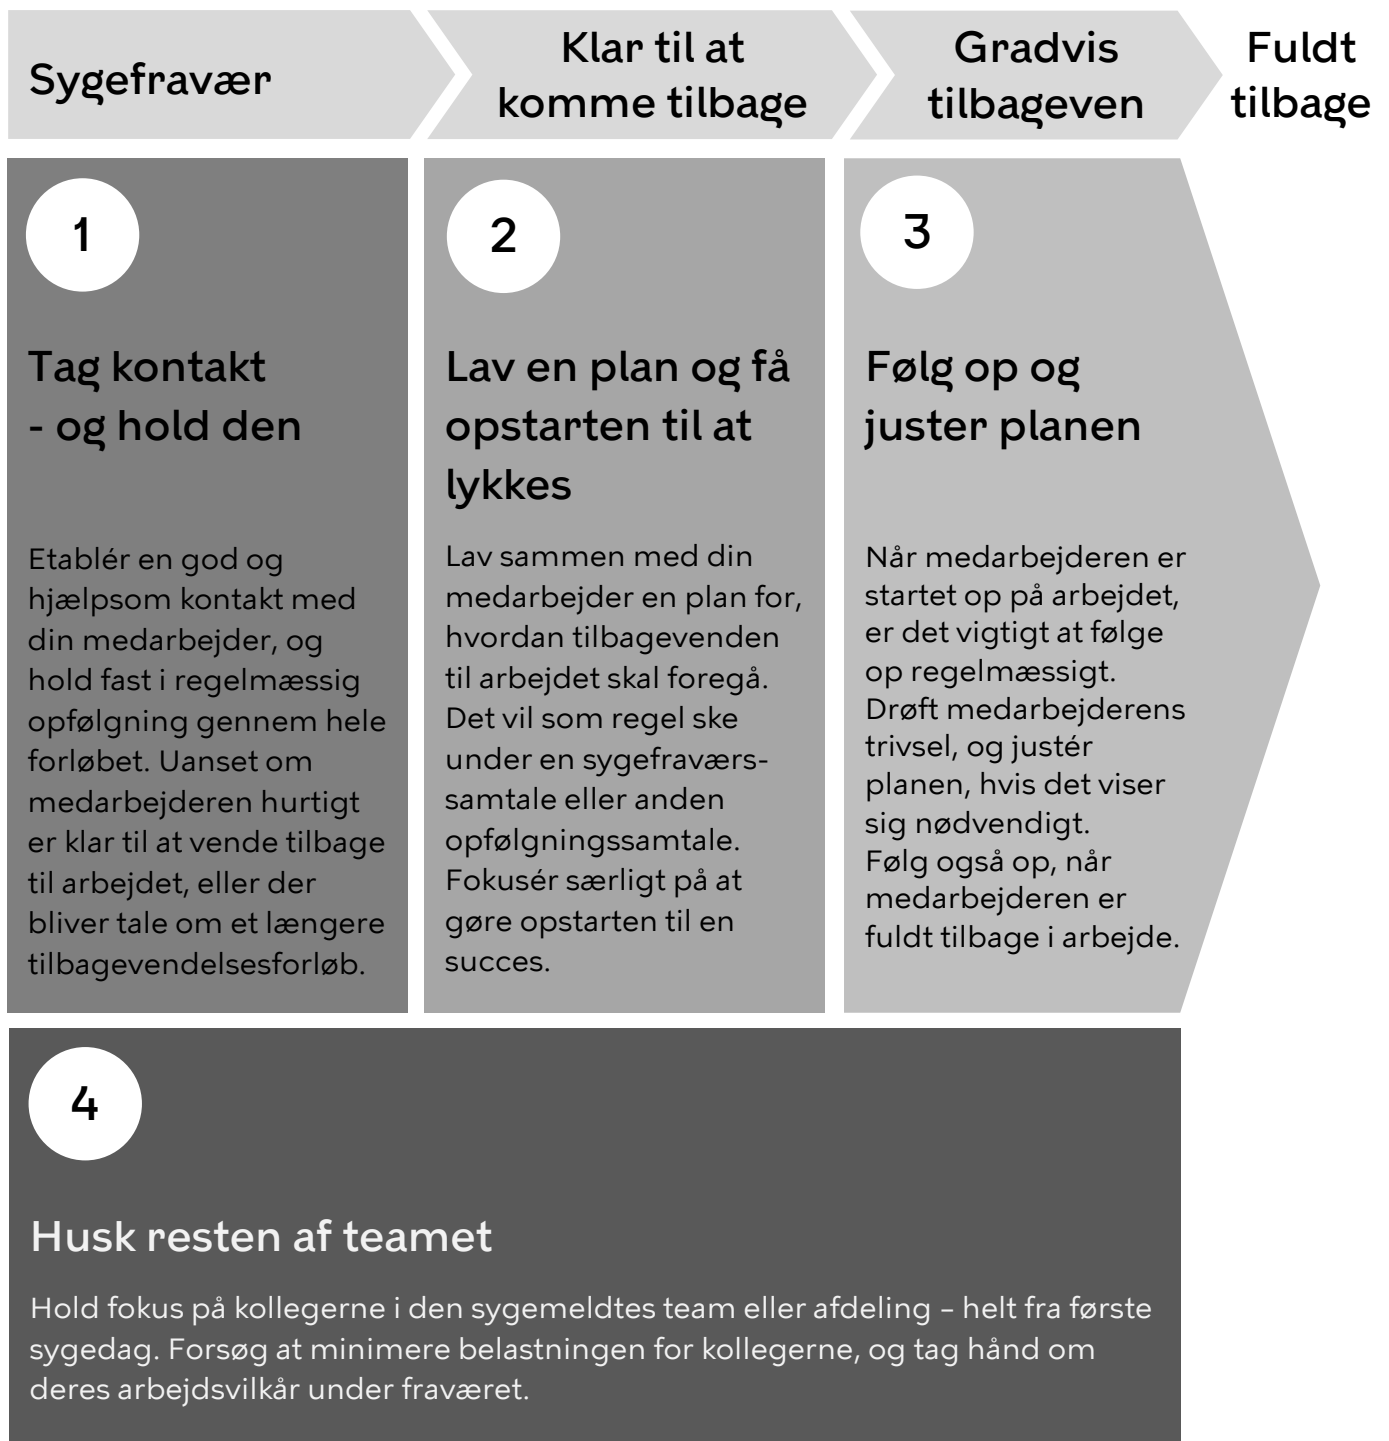 Sygefravær
Klar til at
komme tilbage
Gradvis
tilbageven
Fuldt
tilbage
1
Tag kontakt
- og hold den
Etablér en god og
hjælpsom kontakt med
din medarbejder, og
hold fast i regelmæssig
opfølgning gennem hele
forløbet. Uanset om
medarbejderen hurtigt
er klar til at vende tilbage
til arbejdet, eller der
bliver tale om et længere
tilbagevendelsesforløb.
2
Lav en plan og få
opstarten til at
lykkes
Lav sammen med din
medarbejder en plan for,
hvordan tilbagevenden
til arbejdet skal foregå.
Det vil som regel ske
under en sygefraværs-
samtale eller anden
opfølgningssamtale.
Fokusér særligt på at
gøre opstarten til en
succes.
3
Følg op og
juster planen
Når medarbejderen er
startet op på arbejdet,
er det vigtigt at følge
op regelmæssigt.
Drøft medarbejderens
trivsel, og justér
planen, hvis det viser
sig nødvendigt.
Følg også op, når
medarbejderen er
fuldt tilbage i arbejde.
4
Husk resten af teamet
Hold fokus på kollegerne i den sygemeldtes team eller afdeling – helt fra første
sygedag. Forsøg at minimere belastningen for kollegerne, og tag hånd om
deres arbejdsvilkår under fraværet.